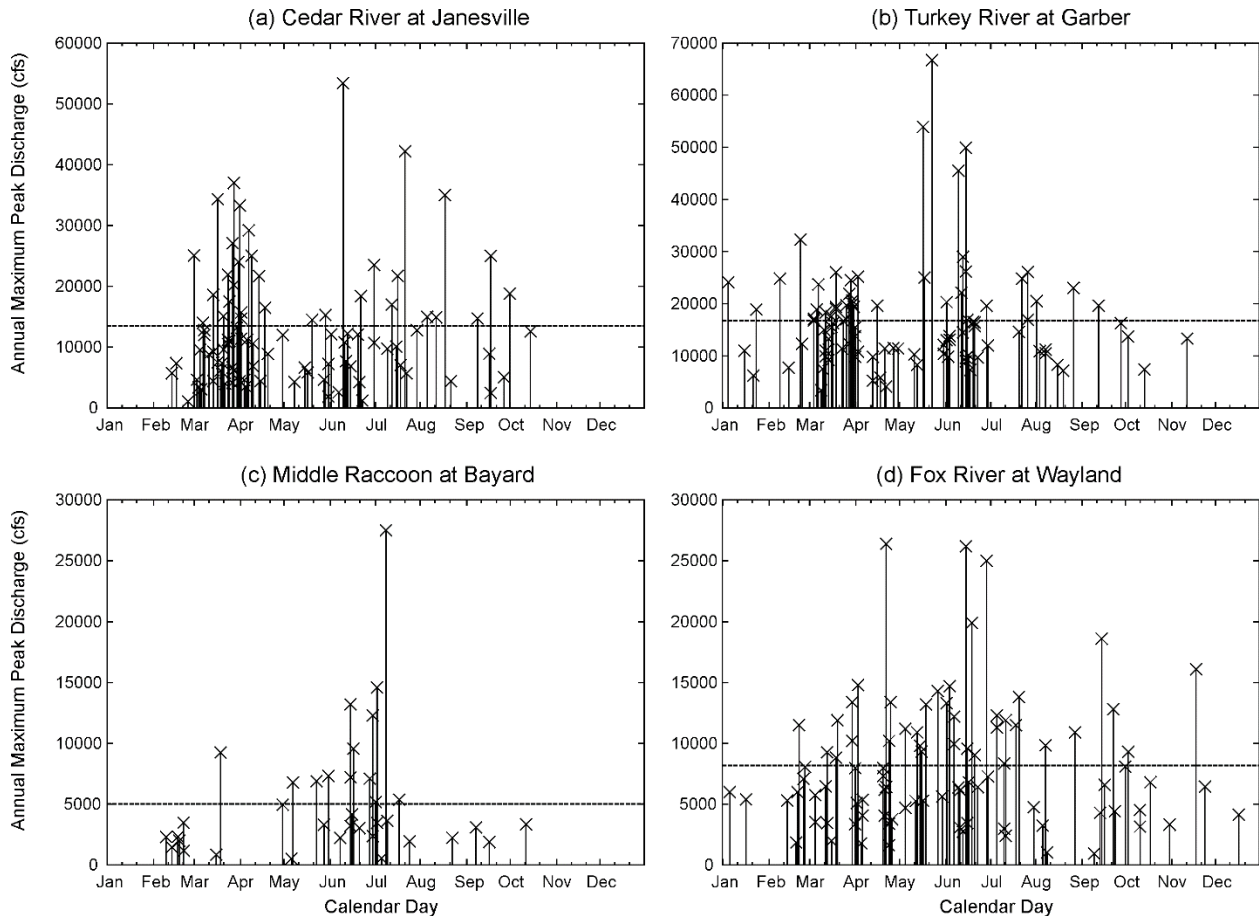 (a) Cedar River at Janesville
(b) Turkey River at Garber
Annual Maximum Peak Discharge (cfs)
60000
50000
40000
30000
20000
10000
0
Jan Feb Mar Apr May Jun Jul Aug Sep Oct Nov Dec
70000
60000
50000
40000
30000
20000
10000
0
Jan Feb Mar Apr May Jun Jul Aug Sep Oct Nov Dec
(c) Middle Raccoon at Bayard
(d) Fox River at Wayland
Annual Maximum Peak Discharge (cfs)
30000
25000
20000
15000
10000
5000
0
Jan Feb Mar Apr May Jun Jul Aug Sep Oct Nov Dec
Calendar Day
30000
25000
20000
15000
10000
5000
0
Jan Feb Mar Apr May Jun Jul Aug Sep Oct Nov Dec
Calendar Day